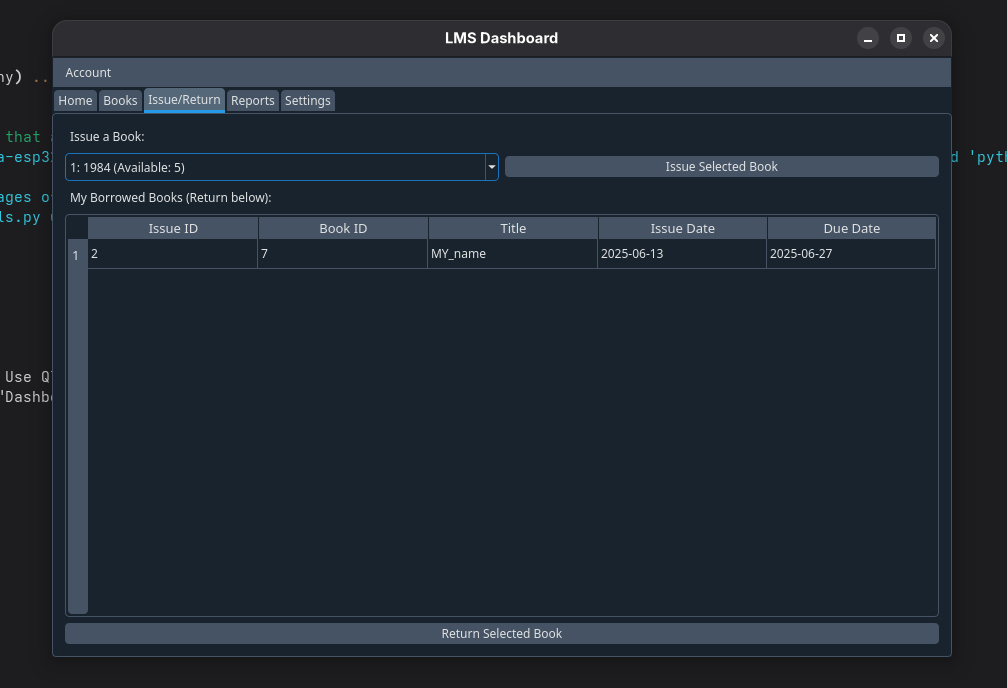 LMS Dashboard
ny) ..
Account
Home Books Issue/Return Reports Settings
that
Issue a Book:
a-esp3
d 'pyth
1: 1984 (Available: 5)
Issue Selected Book
ages o
My Borrowed Books (Return below):
ls.py
Issue ID Book ID Title Issue Date Due Date
1 2 7 MY_name 2025-06-13 2025-06-27
Use Q
"Dashb
Return Selected Book